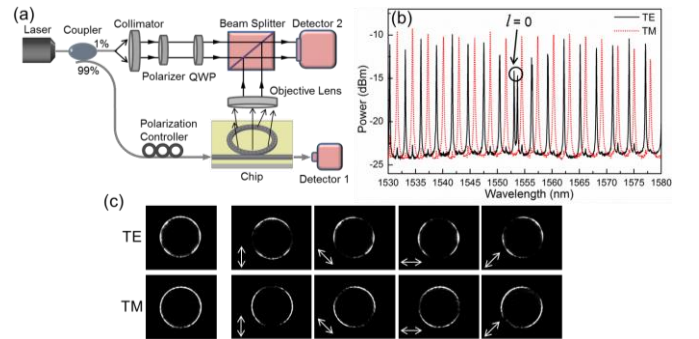 (a)
Laser
Coupler
1%
99%
Collimator
Polarizer
QWP
Beam Splitter
Detector 2
Objective Lens
Polarization
Controller
Chip
Detector 1
(b)
l = 0
TE
TM
Power (dBm)
-10
-15
-20
-25
1530 1535 1540 1545 1550 1555 1560 1565 1570 1575 1580
Wavelength (nm)
(c)
TE
TM